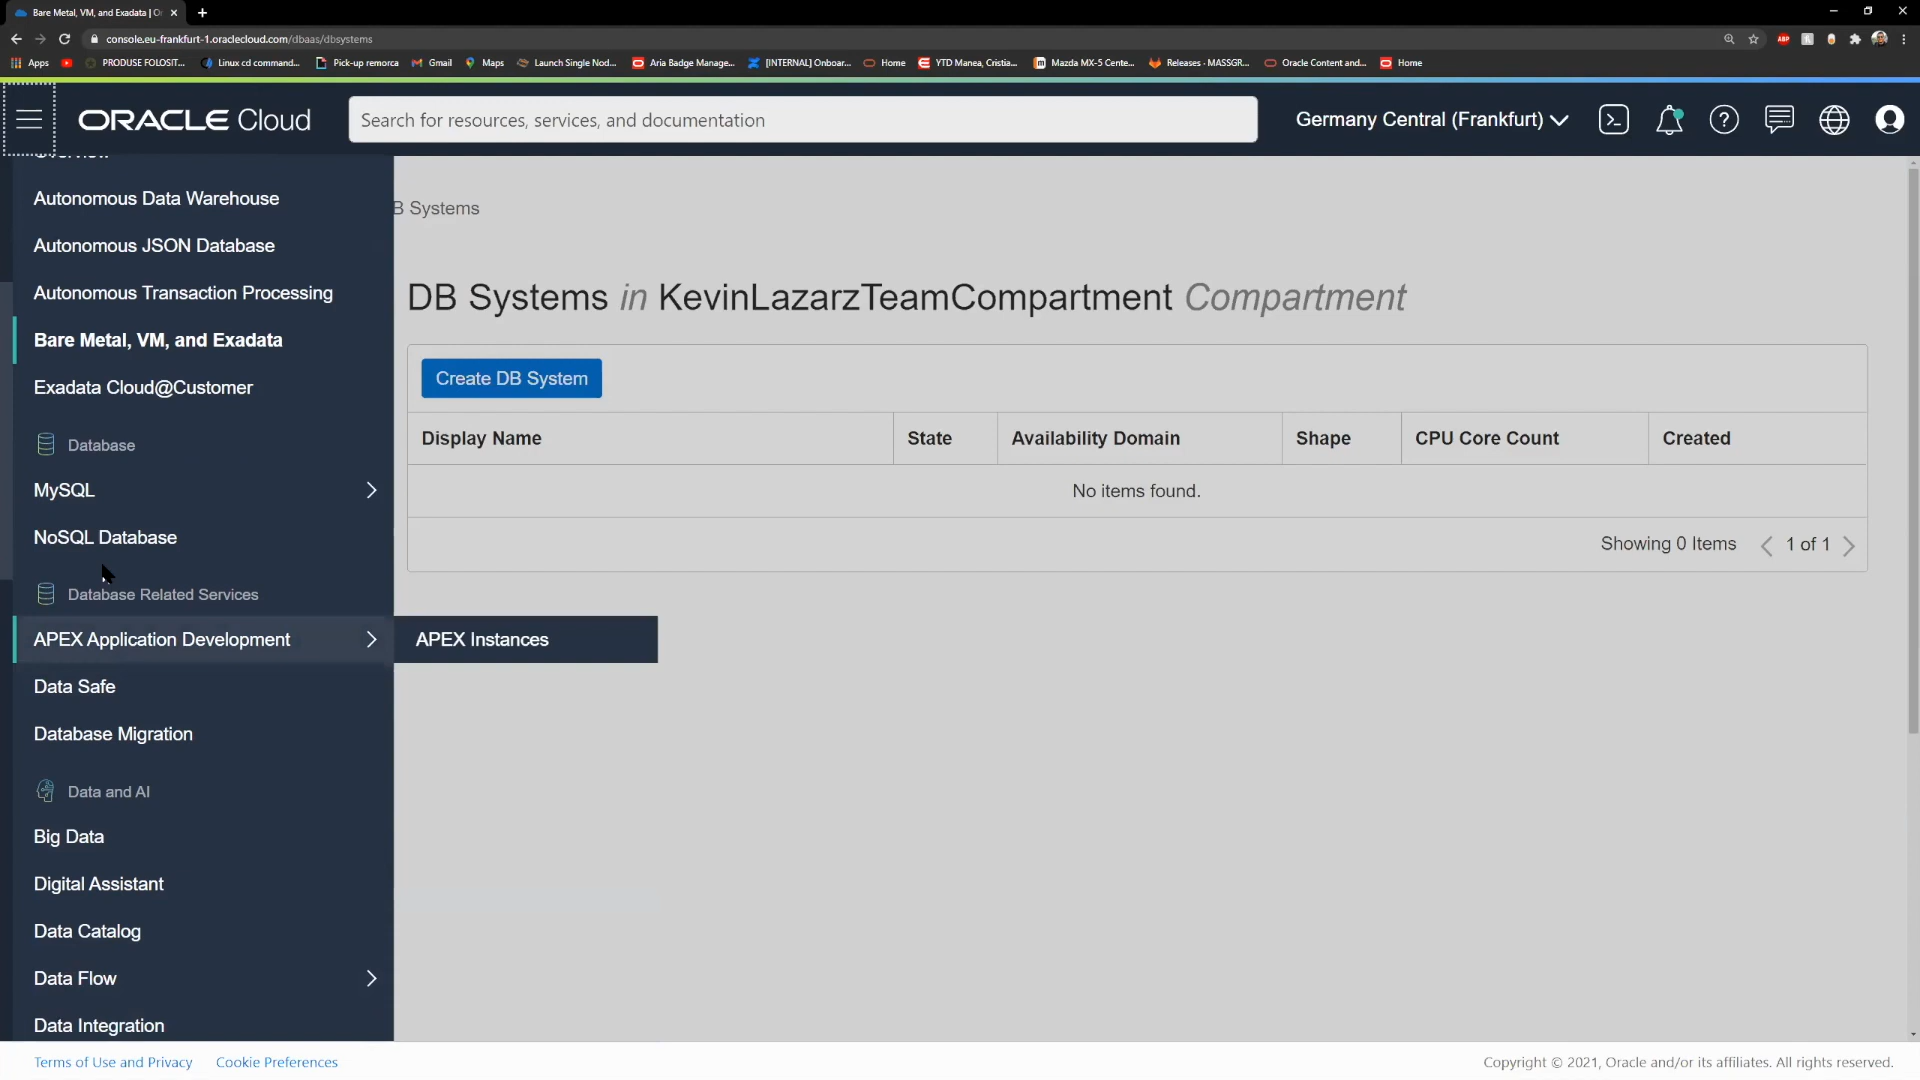 Bare Metal, VM, and Exadata | O
console.eu-frankfurt-1.oraclecloud.com/dbaas/dbsystems
Apps
PRODUSE FOLOSIT...
Linux cd command...
Pick-up remorca
Gmail
Maps
Launch Single Nod...
Aria Badge Manage...
[INTERNAL] Onboar...
Home
YTD Manea, Cristia...
Mazda MX-5 Cente...
Releases · MASSGR...
Oracle Content and...
Home
ORACLE Cloud
Search for resources, services, and documentation
Germany Central (Frankfurt)
Autonomous Data Warehouse
Autonomous JSON Database
Autonomous Transaction Processing
Bare Metal, VM, and Exadata
Exadata Cloud@Customer
Database
MySQL
NoSQL Database
Database Related Services
APEX Application Development
APEX Instances
Data Safe
Database Migration
Data and AI
Big Data
Digital Assistant
Data Catalog
Data Flow
Data Integration
B Systems
DB Systems in KevinLazarzTeamCompartment Compartment
Create DB System
Display Name State Availability Domain Shape CPU Core Count Created
No items found.
Showing 0 Items 1 of 1
Terms of Use and Privacy Cookie Preferences
Copyright © 2021, Oracle and/or its affiliates. All rights reserved.